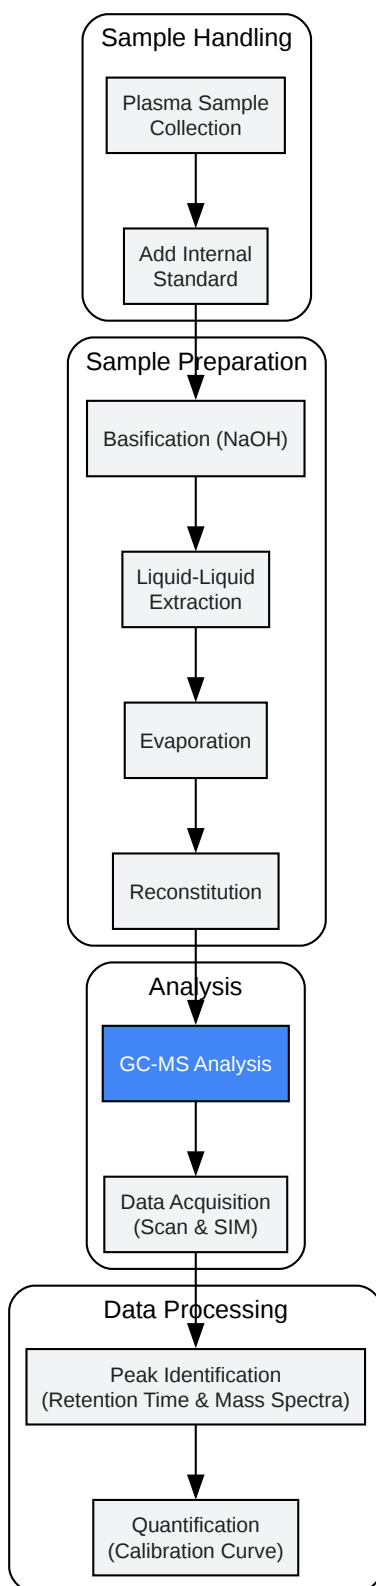 Sample Handling
Plasma Sample
Collection
Add Internal
Standard
Sample Preparation
Basification (NaOH)
Liquid-Liquid
Extraction
Evaporation
Reconstitution
Analysis
GC-MS Analysis
Data Acquisition
(Scan & SIM)
Data Processing
Peak Identification
(Retention Time & Mass Spectra)
Quantification
(Calibration Curve)